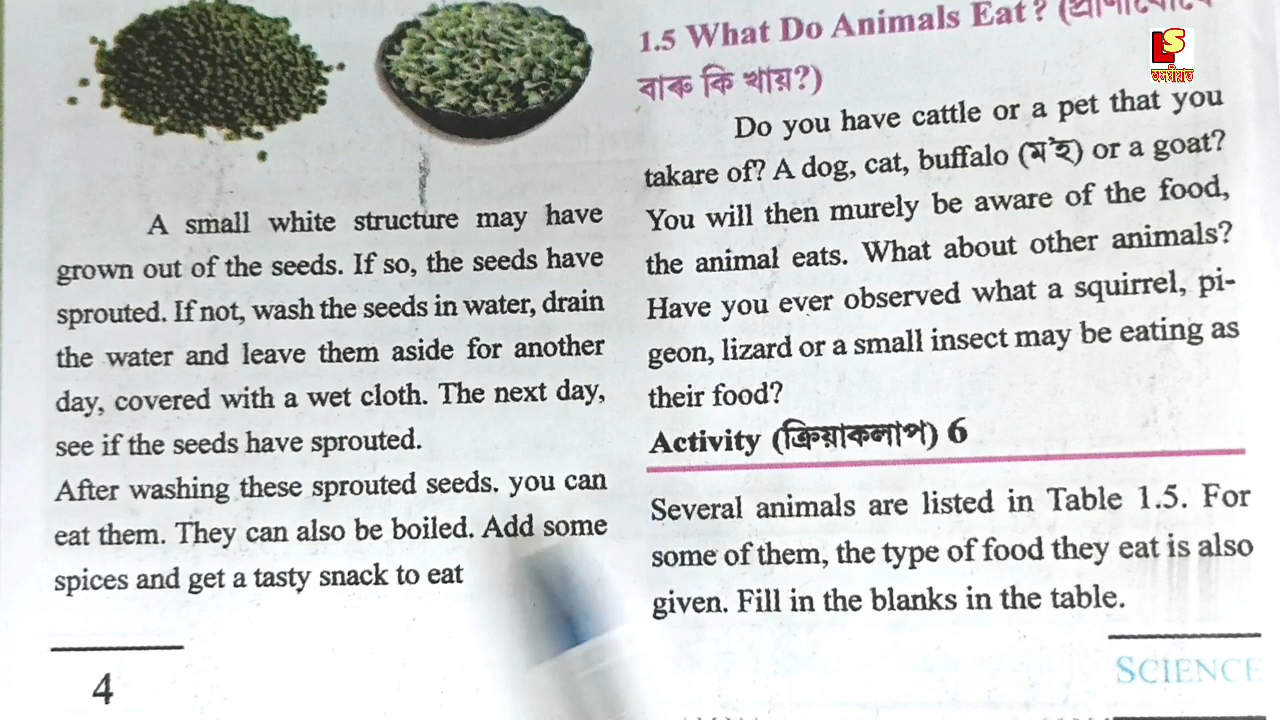 A small white structure may have
grown out of the seeds. If so, the seeds have
sprouted. If not, wash the seeds in water, drain
the water and leave them aside for another
day, covered with a wet cloth. The next day,
see if the seeds have sprouted.
After washing these sprouted seeds. you can
eat them. They can also be boiled. Add some
spices and get a tasty snack to eat
4
1.5 What Do Animals Eat? (প্ৰাণীবোৰে
বাৰু কি খায়?)
Do you have cattle or a pet that you
takare of? A dog, cat, buffalo (ম'হ) or a goat?
You will then murely be aware of the food,
the animal eats. What about other animals?
Have you ever observed what a squirrel, pi-
geon, lizard or a small insect may be eating as
their food?
Activity (ক্ৰিয়াকলাপ) 6
Several animals are listed in Table 1.5. For
some of them, the type of food they eat is also
given. Fill in the blanks in the table.
SCIENCE
LS